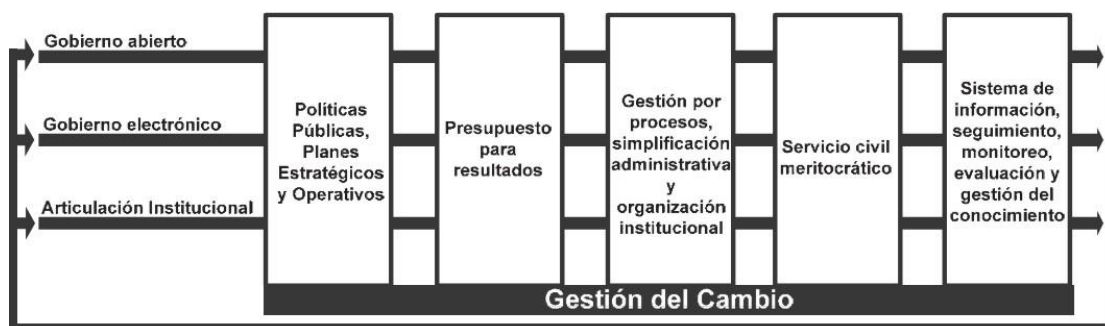 Gobierno abierto
Gobierno electrónico
Articulación Institucional
Políticas
Públicas,
Planes
Estratégicos
y Operativos
Presupuesto
para
resultados
Gestión por
procesos,
simplificación
administrativa
y
organización
institucional
Servicio civil
meritocrático
Sistema de
información,
seguimiento,
monitoreo,
evaluación y
gestión del
conocimiento
Gestión del Cambio